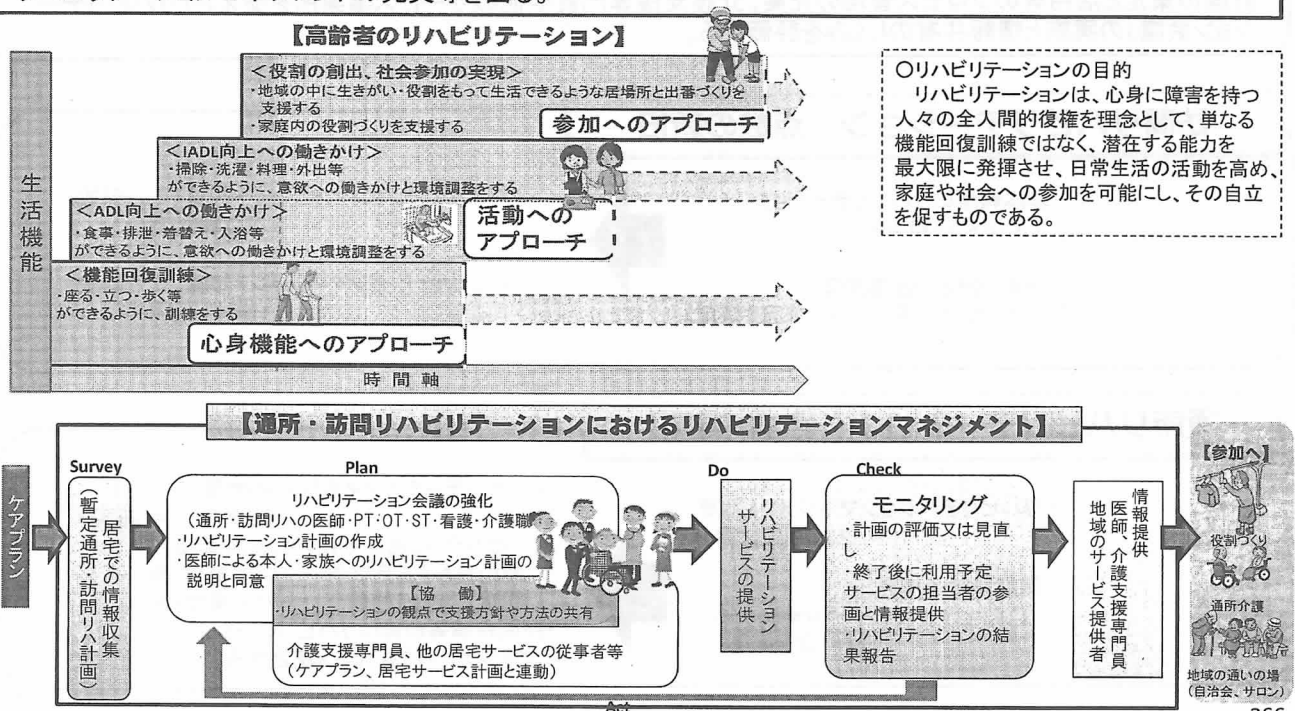 【高齢者のリハビリテーション】
生活機能
＜役割の創出、社会参加の実現＞
・地域の中に生きがい・役割をもって生活できるような居場所と出番づくりを
支援する
・家庭内の役割づくりを支援する
参加へのアプローチ
＜IADL向上への働きかけ＞
・掃除・洗濯・料理・外出等
ができるように、意欲への働きかけと環境調整をする
＜ADL向上への働きかけ＞
・食事・排泄・着替え・入浴等
ができるように、意欲への働きかけと環境調整をする
活動への
アプローチ
＜機能回復訓練＞
・座る・立つ・歩く等
ができるように、訓練をする
心身機能へのアプローチ
時間軸
○リハビリテーションの目的
リハビリテーションは、心身に障害を持つ
人々の全人間的復権を理念として、単なる
機能回復訓練ではなく、潜在する能力を
最大限に発揮させ、日常生活の活動を高め、
家庭や社会への参加を可能にし、その自立
を促すものである。
【通所・訪問リハビリテーションにおけるリハビリテーションマネジメント】
ケアプラン
Survey
居宅での情報収集
（暫定通所・訪問リハ計画）
Plan
リハビリテーション会議の強化
（通所・訪問リハの医師・PT・OT・ST・看護・介護職
・リハビリテーション計画の作成
・医師による本人・家族へのリハビリテーション計画の
説明と同意
【協　働】
・リハビリテーションの観点で支援方針や方法の共有
介護支援専門員、他の居宅サービスの従事者等
（ケアプラン、居宅サービス計画と連動）
Do
リハビリテーション
サービスの提供
Check
モニタリング
・計画の評価又は見直
し
・終了後に利用予定
サービスの担当者の参
画と情報提供
・リハビリテーションの結
果報告
Act
情報提供
医師、介護支援専門員
地域のサービス提供者
【参加へ】
役割づくり
通所介護
地域の通いの場
（自治会、サロン）